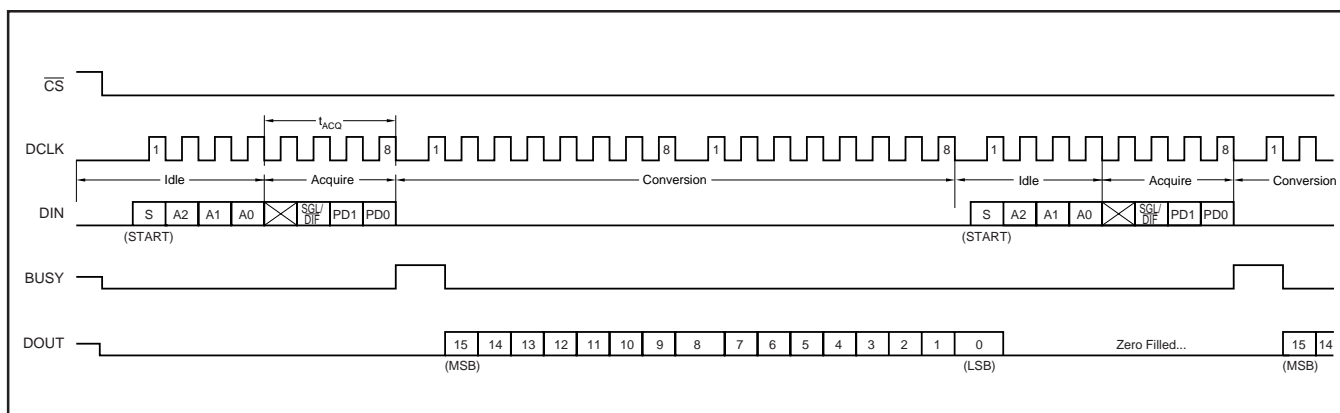 CS
t_ACQ
DCLK 1 8 1 8 1 8 1 8 1
Idle Acquire Conversion Idle Acquire Conversion
DIN S A2 A1 A0 SGL/DIF PD1 PD0 S A2 A1 A0 SGL/DIF PD1 PD0
(START) (START)
BUSY
DOUT 15 14 13 12 11 10 9 8 7 6 5 4 3 2 1 0 Zero Filled... 15 14
(MSB) (LSB) (MSB)